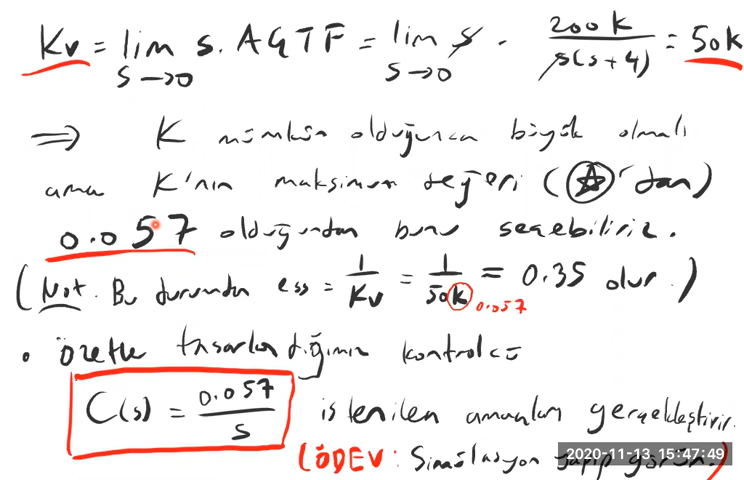 Kv = lim s→0 s. AGTF = lim s→0 s · 200k / s(s+4) = 50k
⇒ K mümkün olduğunca büyük olmalı
ama K'nın maksimum değeri (☆'dan)
0.057 olduğundan bunu seçebiliriz.
(Not. Bu durumda ess = 1/Kv = 1/50k = 0.35 olur.)
0.057
• Özetle tasarladığımız kontrolcü
C(s) = 0.057/s istenilen amaçları gerçekleştirir.
(ÖDEV: Simülasyon yapıp görün.)
2020-11-13 15:47:49